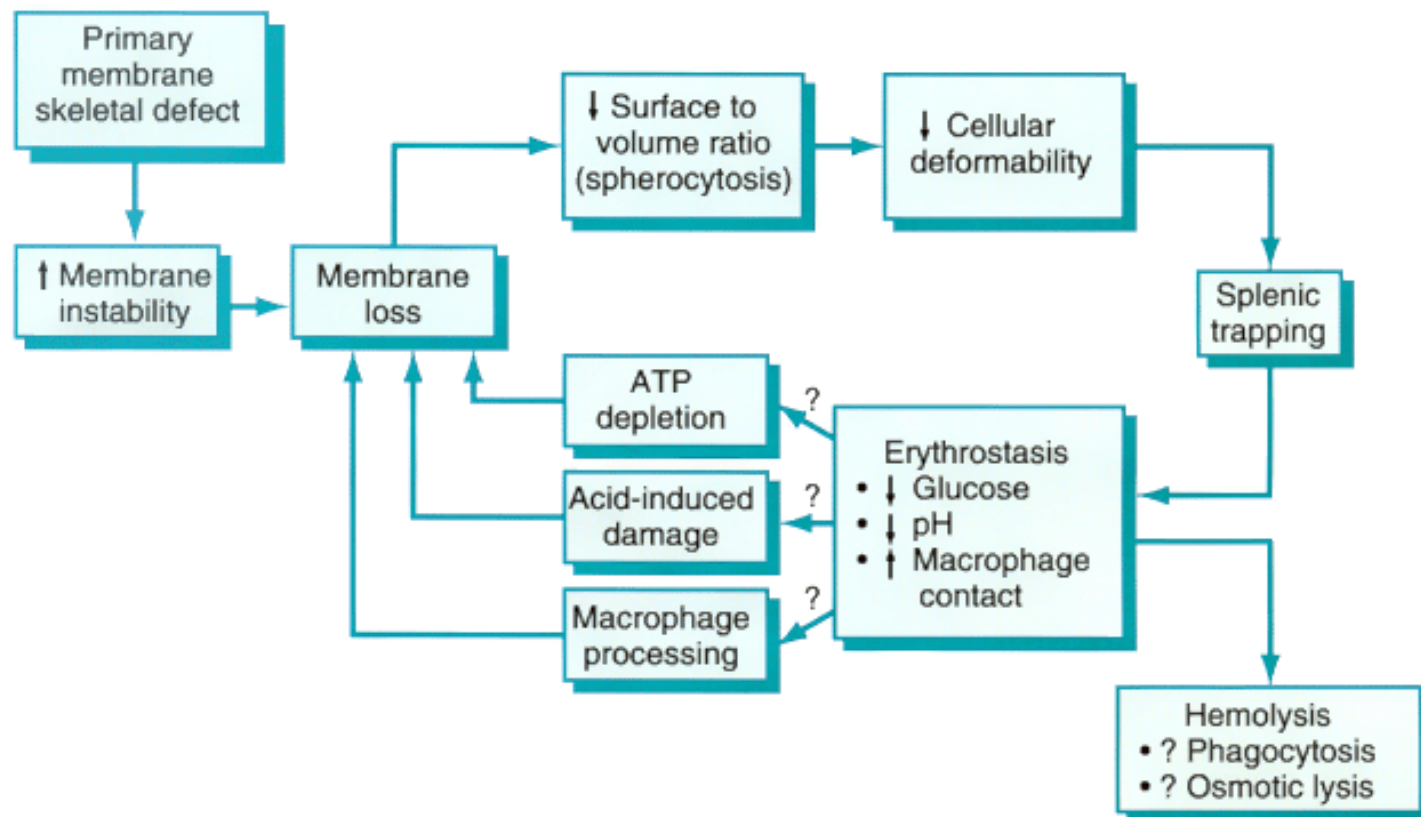 Primary
membrane
skeletal defect
↑ Membrane
instability
Membrane
loss
↓ Surface to
volume ratio
(spherocytosis)
↓ Cellular
deformability
Splenic
trapping
Erythrostasis
• ↓ Glucose
• ↓ pH
• ↑ Macrophage
contact
?
ATP
depletion
?
Acid-induced
damage
?
Macrophage
processing
Hemolysis
• ? Phagocytosis
• ? Osmotic lysis